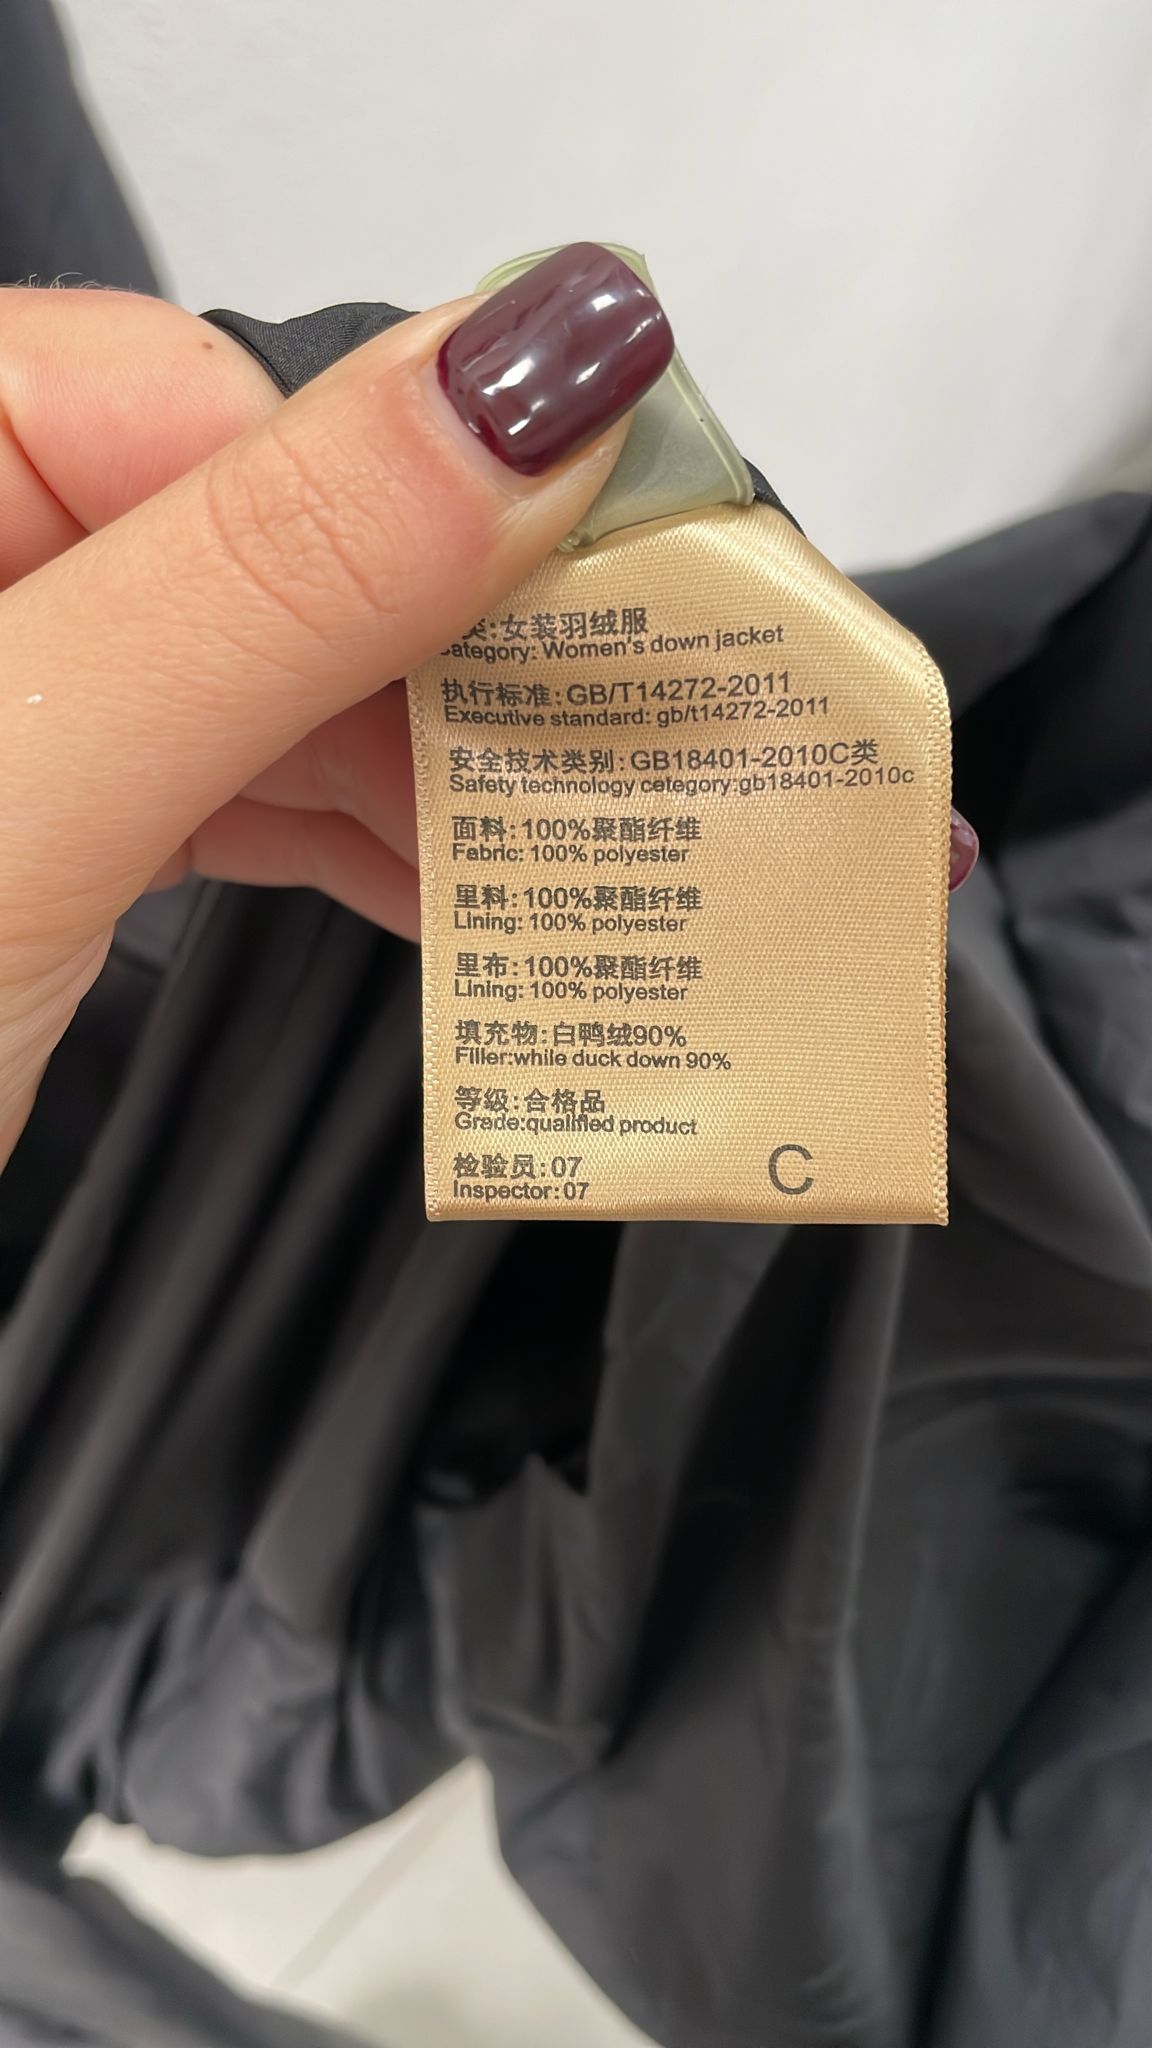 类:女装羽绒服
category: Women's down jacket
执行标准:GB/T14272-2011
Executive standard: gb/t14272-2011
安全技术类别:GB18401-2010C类
Safety technology cetegory:gb18401-2010c
面料:100%聚酯纤维
Fabric: 100% polyester
里料:100%聚酯纤维
Lining: 100% polyester
里布:100%聚酯纤维
Lining: 100% polyester
填充物:白鸭绒90%
Filler:while duck down 90%
等级:合格品
Grade:qualified product
检验员:07
Inspector:07
C